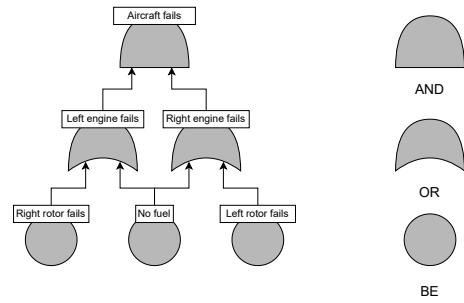 Aircraft fails
AND
Left engine fails
Right engine fails
OR
Right rotor fails
No fuel
Left rotor fails
BE